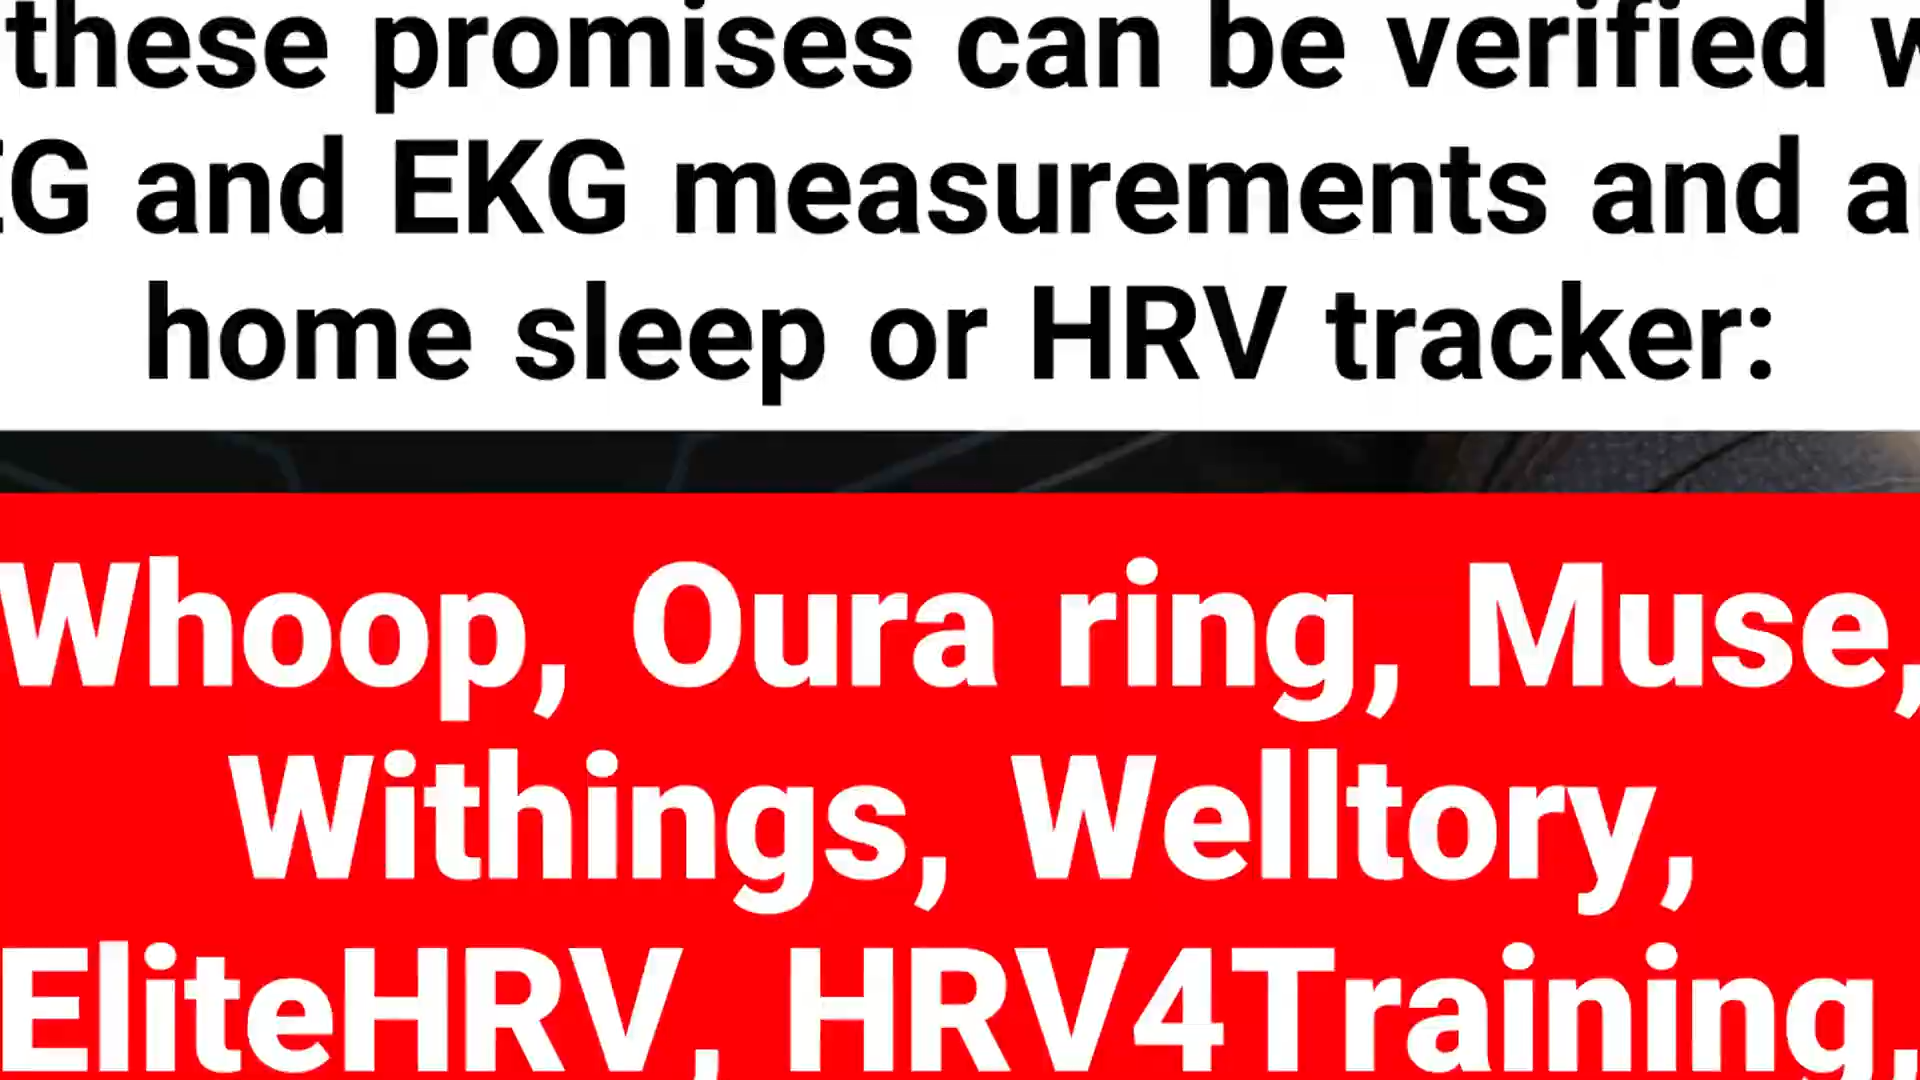 these promises can be verified
and EKG measurements and
home sleep or HRV tracker:
Whoop, Oura ring, Muse,
Withings, Welltory,
EliteHRV, HRV4Training,